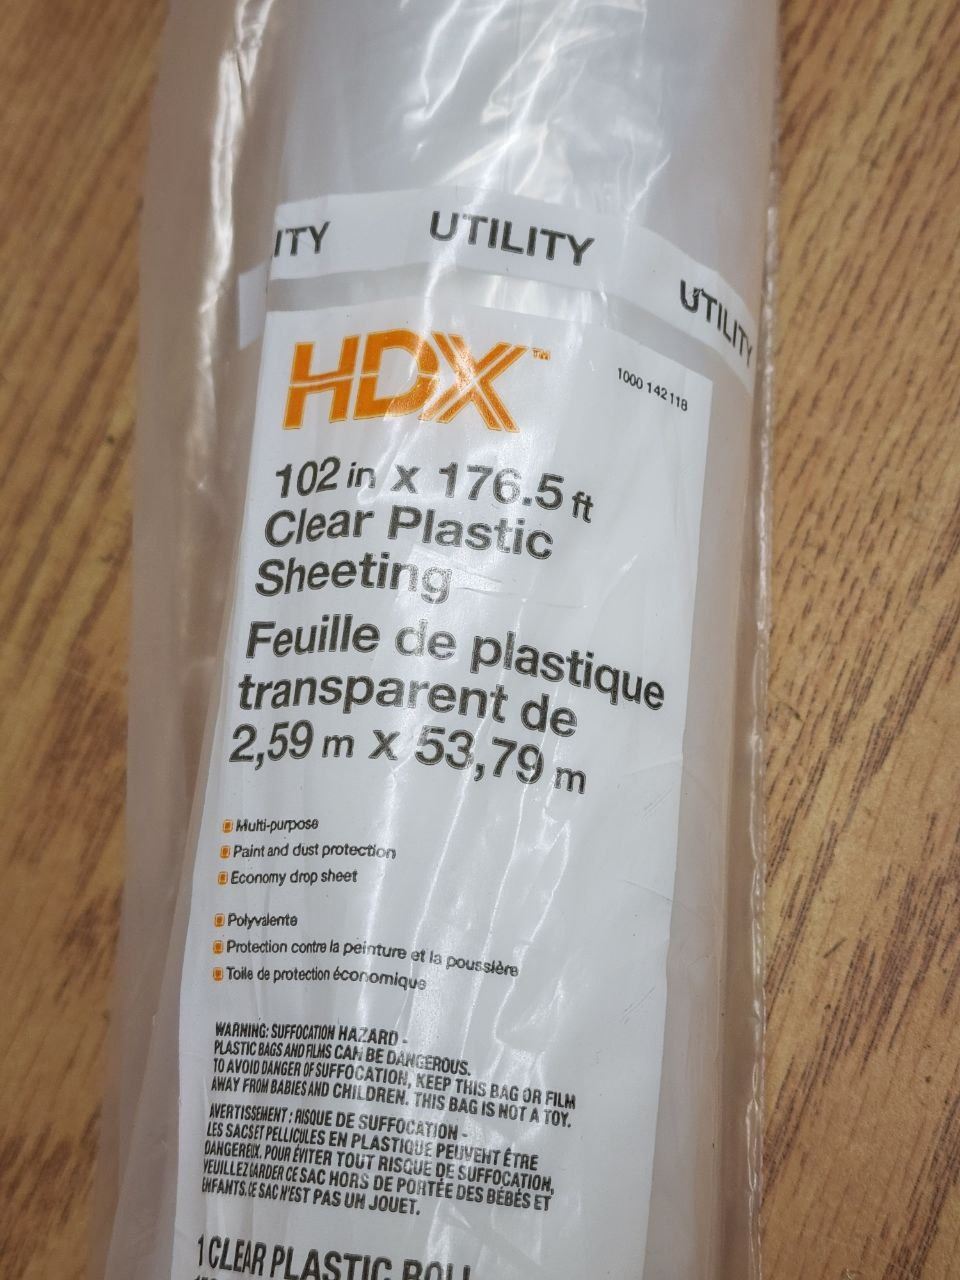 ITY UTILITY UTILITY
HDX™
1000 142 118
102 in x 176.5 ft
Clear Plastic
Sheeting
Feuille de plastique
transparent de
2,59 m x 53,79 m
Multi-purpose
Paint and dust protection
Economy drop sheet
Polyvalente
Protection contre la peinture et la poussière
Toile de protection économique
WARNING: SUFFOCATION HAZARD -
PLASTIC BAGS AND FILMS CAN BE DANGEROUS.
TO AVOID DANGER OF SUFFOCATION, KEEP THIS BAG OR FILM
AWAY FROM BABIES AND CHILDREN. THIS BAG IS NOT A TOY.
AVERTISSEMENT : RISQUE DE SUFFOCATION -
LES SACS ET PELLICULES EN PLASTIQUE PEUVENT ÊTRE
DANGEREUX. POUR ÉVITER TOUT RISQUE DE SUFFOCATION,
VEUILLEZ GARDER CE SAC HORS DE PORTÉE DES BÉBÉS ET
ENFANTS. CE SAC N'EST PAS UN JOUET.
1 CLEAR PLASTIC ROLL